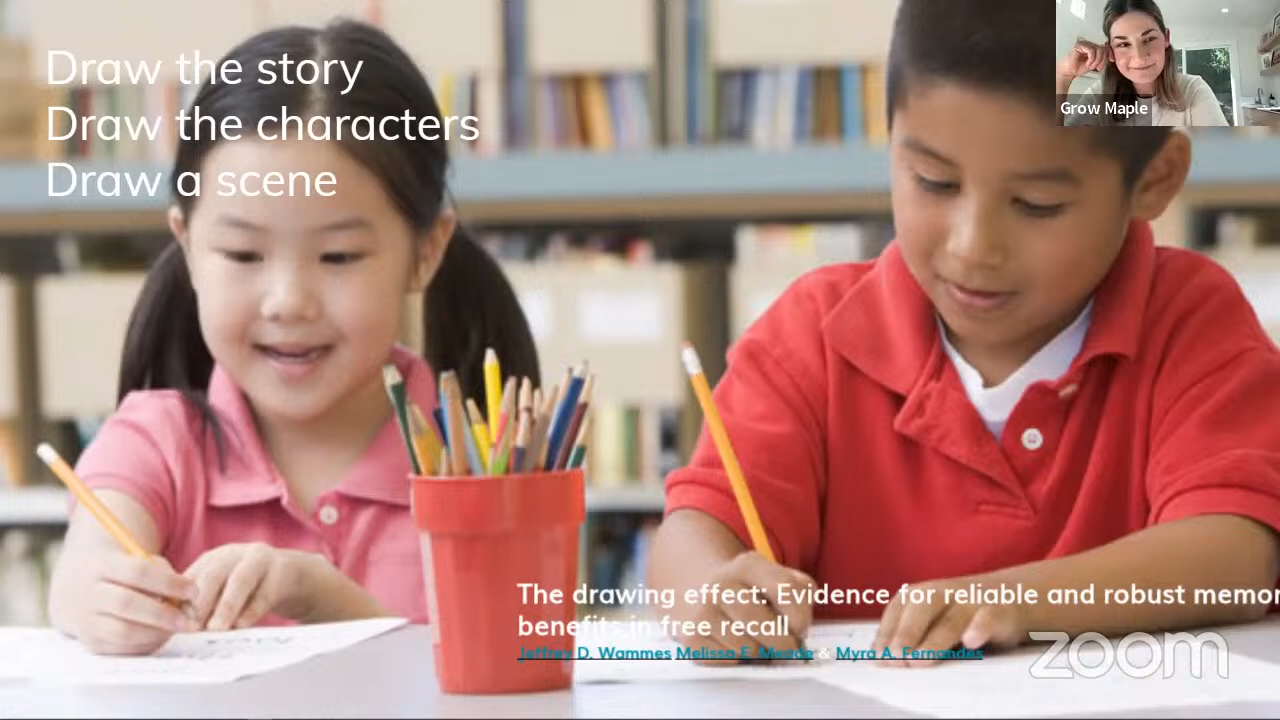 Draw the story
Draw the characters
Draw a scene
Grow Maple
The drawing effect: Evidence for reliable and robust memor
benefits in free recall
Jeffrey D. Wammes Melissa E. Meade & Myra A. Fernandes
zoom